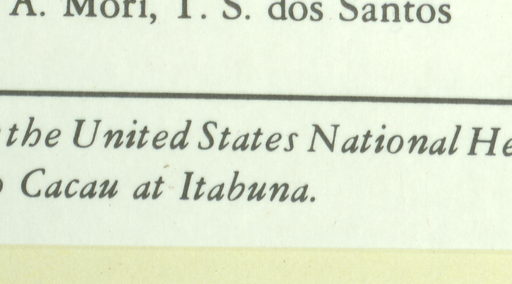 A. Mori, T. S. dos Santos
the United States National He
Cacau at Itabuna.